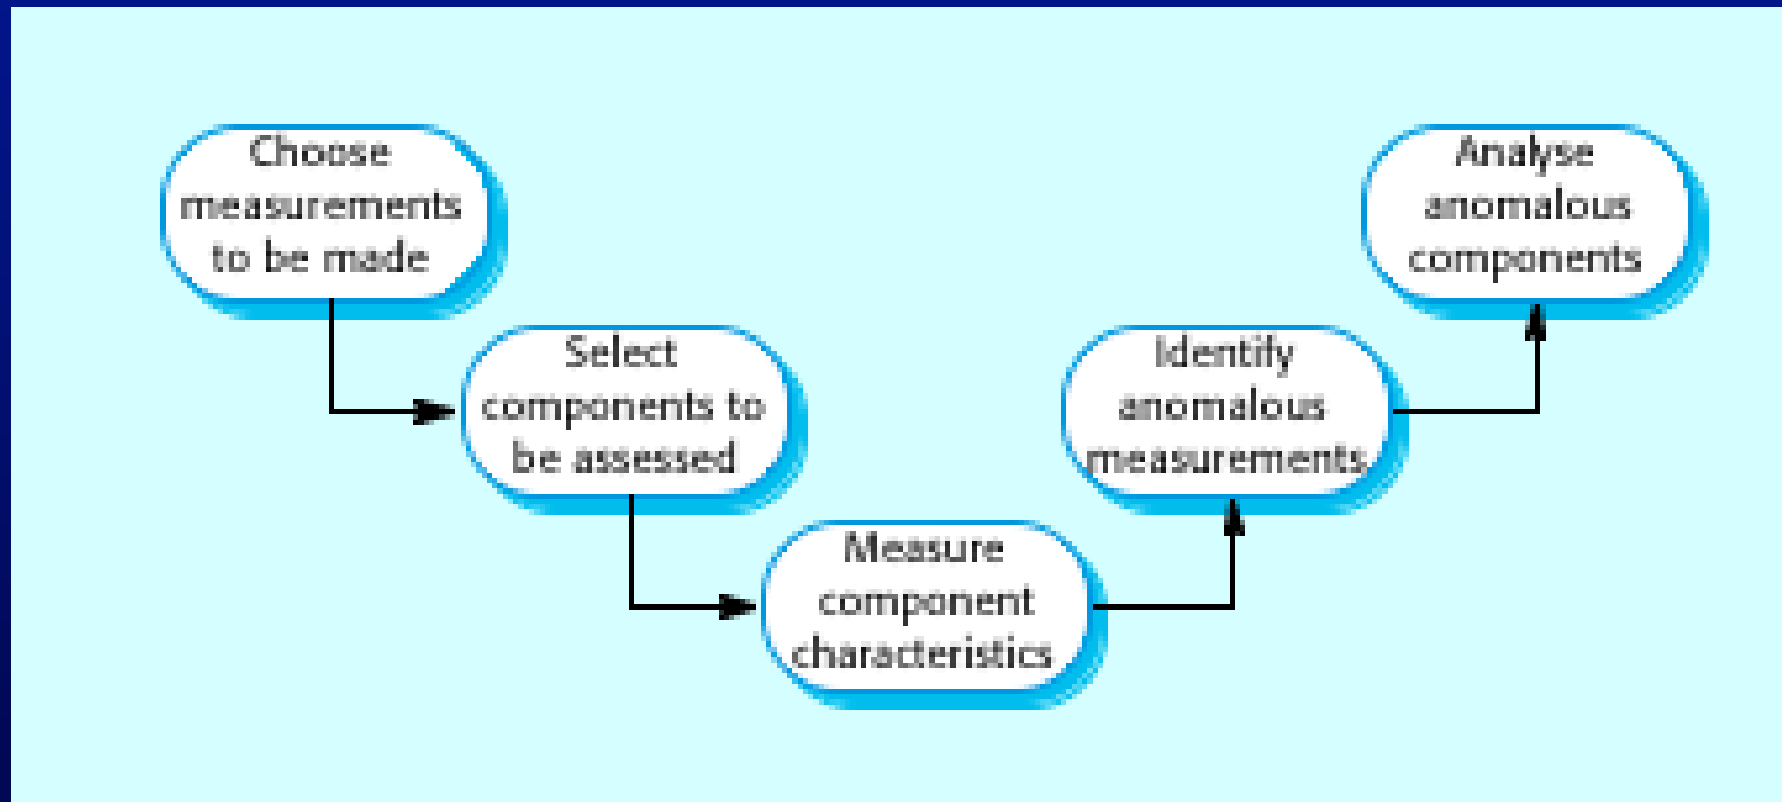 Choose
measurements
to be made
Select
components to
be assessed
Measure
component
characteristics
Identify
anomalous
measurements
Analyse
anomalous
components